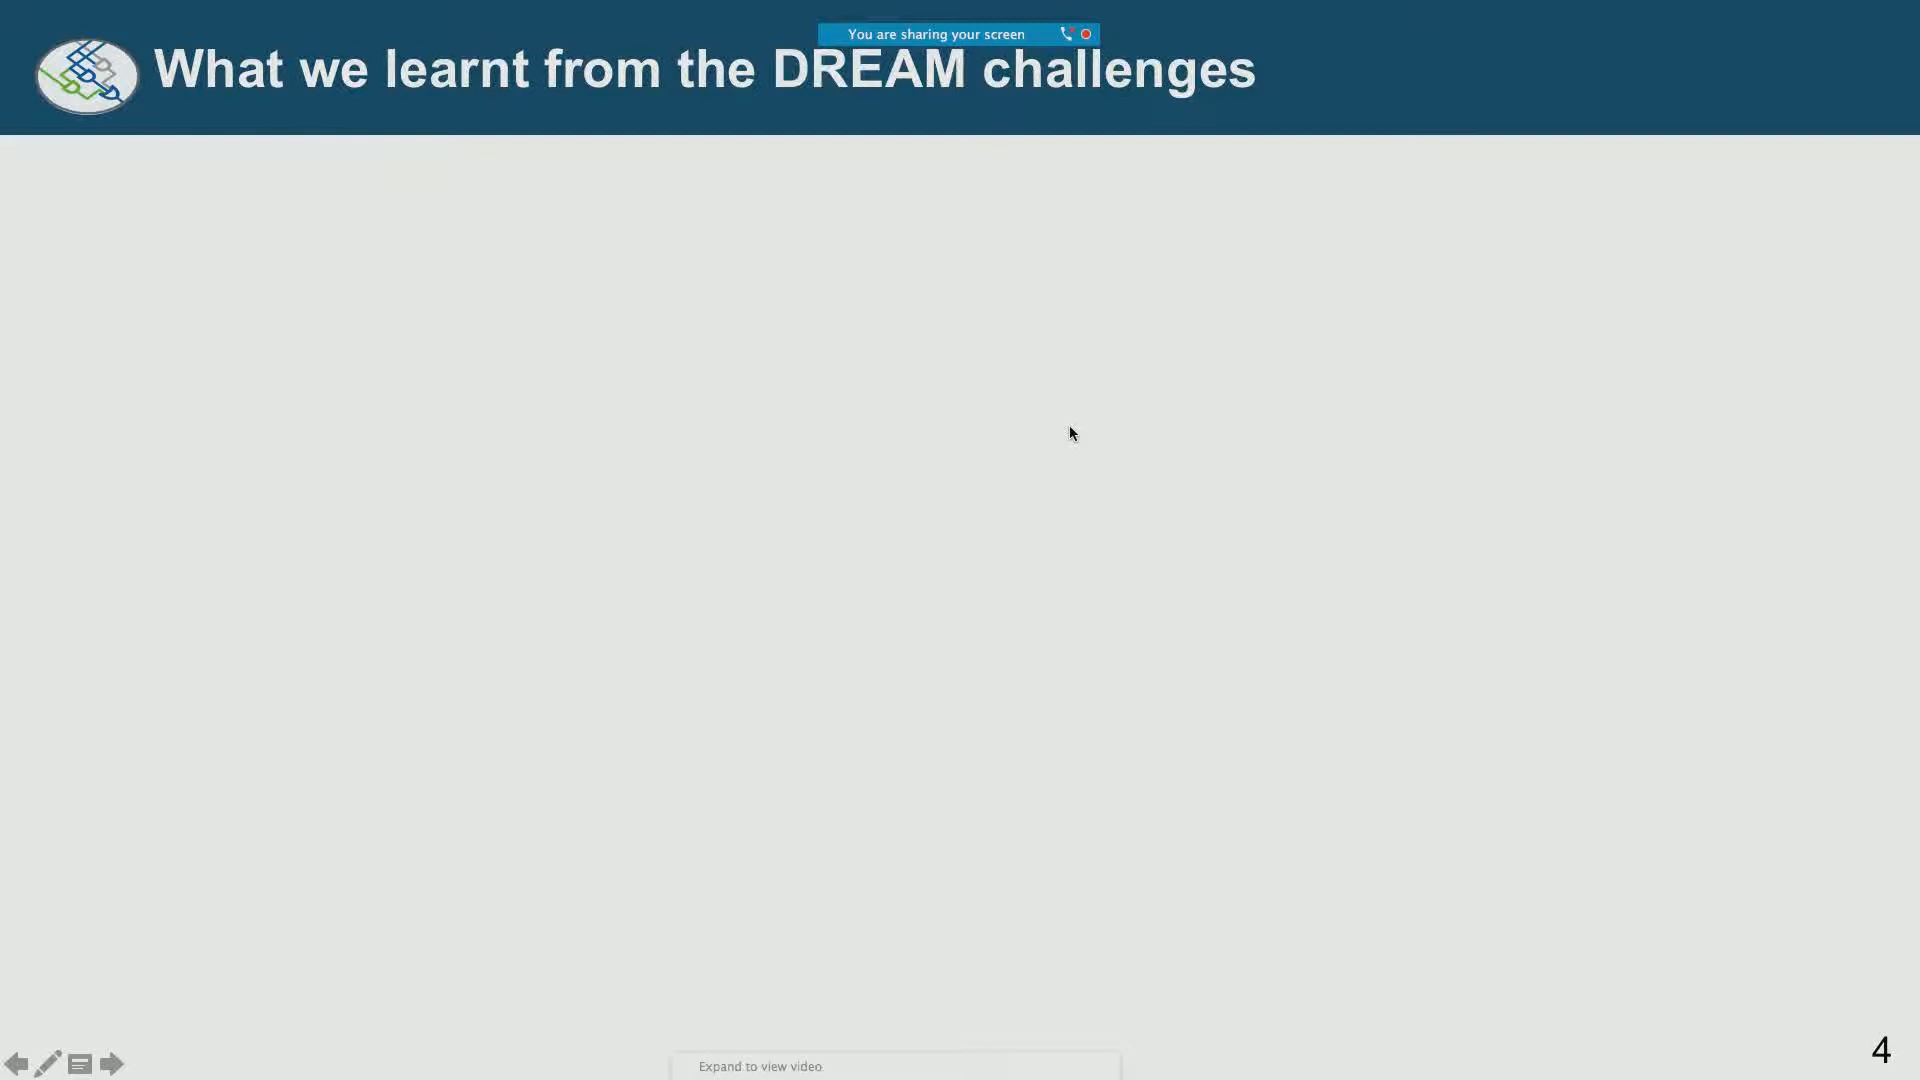 You are sharing your screen
What we learnt from the DREAM challenges
Expand to view video
4